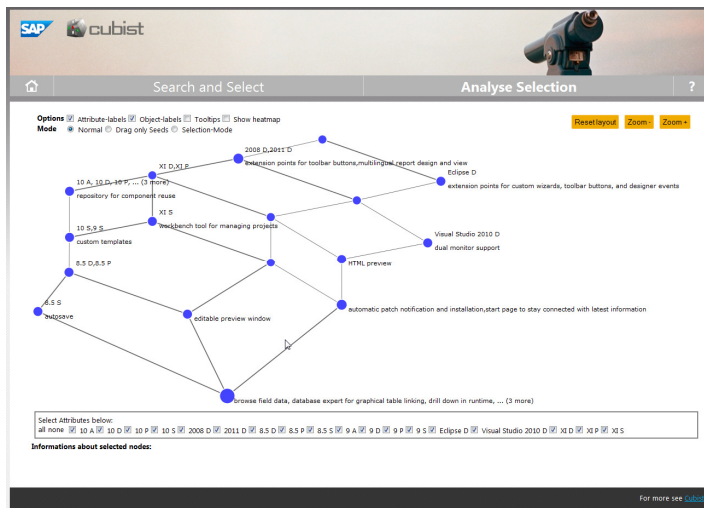 SAP cubist
Search and Select Analyse Selection ?
Options Attribute-labels Object-labels Tooltips Show heatmap
Mode Normal Drag only Seeds Selection-Mode
Reset layout Zoom - Zoom +
2008 D,2011 D
extension points for toolbar buttons,multilingual report design and view
XI D,XI P
Eclipse D
extension points for custom wizards, toolbar buttons, and designer events
10 A, 10 D, 10 P, ... (3 more)
repository for component reuse
XI S
workbench tool for managing projects
10 S,9 S
custom templates
Visual Studio 2010 D
dual monitor support
8.5 D,8.5 P
HTML preview
8.5 S
autosave
automatic patch notification and installation,start page to stay connected with latest information
editable preview window
browse field data, database expert for graphical table linking, drill down in runtime, ... (3 more)
Select Attributes below:
all none 10 A 10 D 10 P 10 S 2008 D 2011 D 8.5 D 8.5 P 8.5 S 9 A 9 D 9 P 9 S Eclipse D Visual Studio 2010 D XI D XI P XI S
Informations about selected nodes:
For more see Cubist